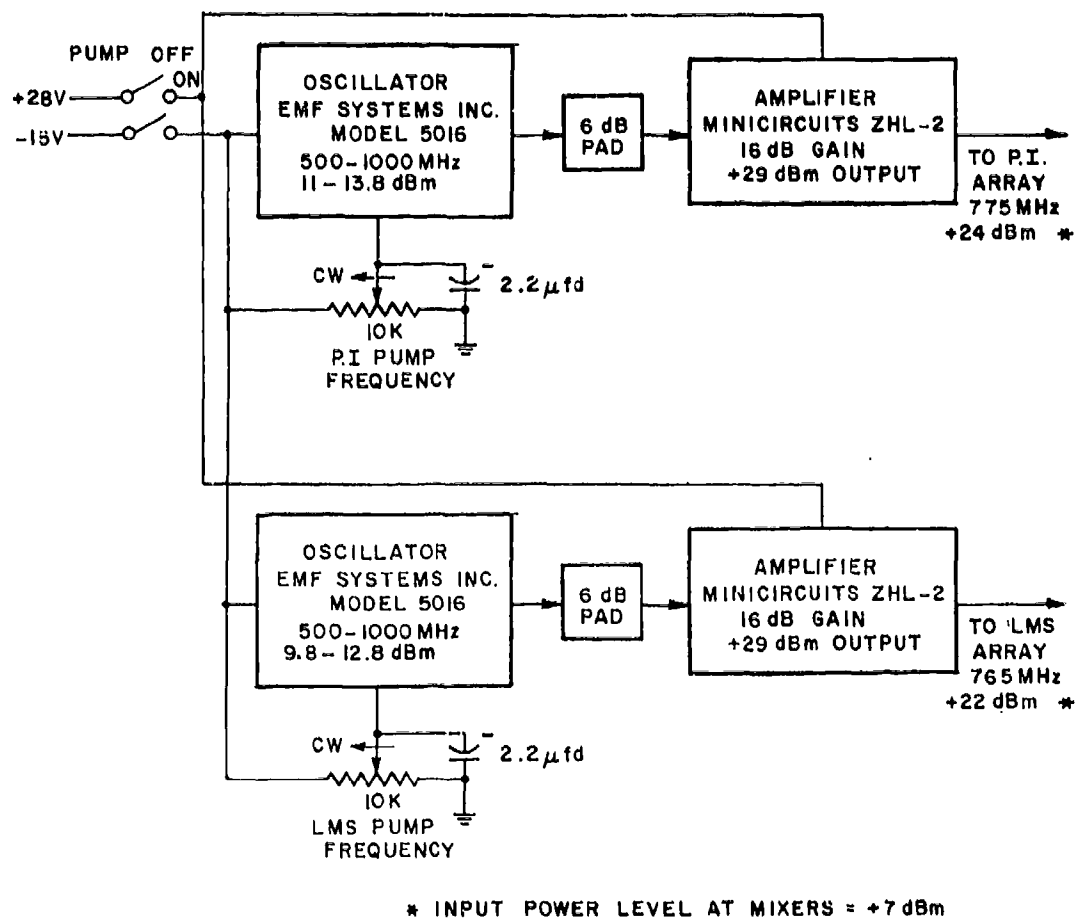 PUMP OFF
ON
+28V
-15V
OSCILLATOR
EMF SYSTEMS INC.
MODEL 5016
500-1000 MHz
11-13.8 dBm
6 dB
PAD
AMPLIFIER
MINICIRCUITS ZHL-2
16 dB GAIN
+29 dBm OUTPUT
TO P.I.
ARRAY
775 MHz
+24 dBm *
CW
2.2 µfd
10K
P.I PUMP
FREQUENCY
OSCILLATOR
EMF SYSTEMS INC.
MODEL 5016
500-1000 MHz
9.8-12.8 dBm
6 dB
PAD
AMPLIFIER
MINICIRCUITS ZHL-2
16 dB GAIN
+29 dBm OUTPUT
TO LMS
ARRAY
765 MHz
+22 dBm *
CW
2.2 µfd
10K
LMS PUMP
FREQUENCY
* INPUT POWER LEVEL AT MIXERS = +7 dBm